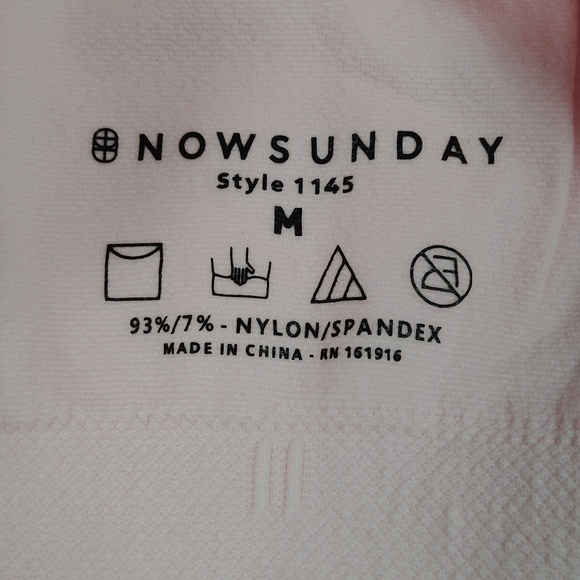 NOWSUNDAY
Style 1145
M
93%/7% - NYLON/SPANDEX
MADE IN CHINA - RN 161916